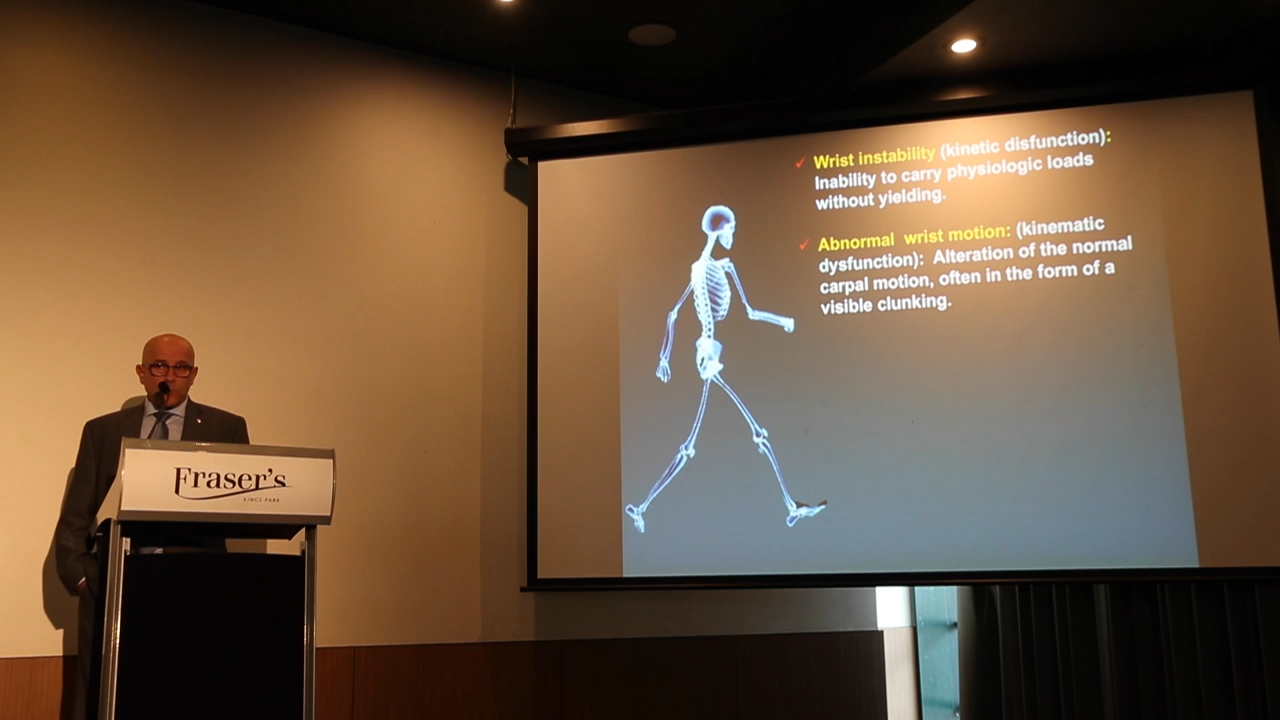 Wrist instability (kinetic disfunction):
Inability to carry physiologic loads
without yielding.
Abnormal wrist motion: (kinematic
dysfunction): Alteration of the normal
carpal motion, often in the form of a
visible clunking.
Fraser's
KINGS PARK